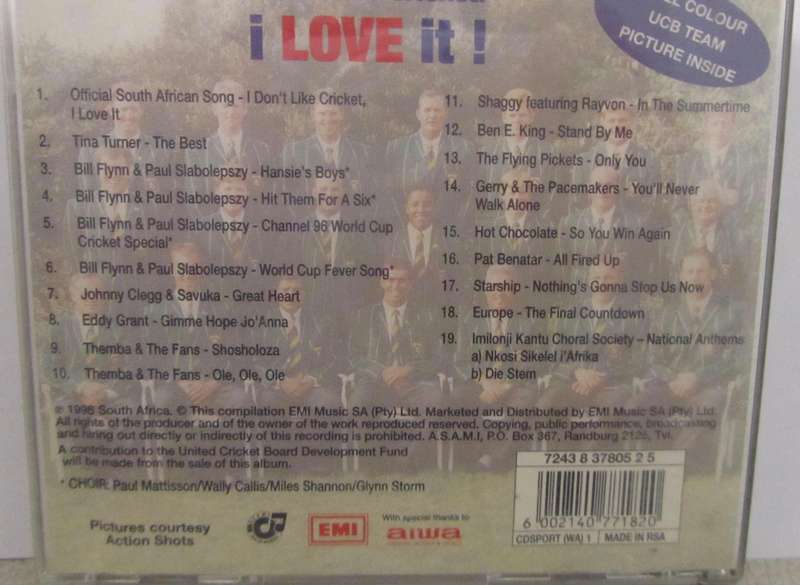 i LOVE it !
COLOUR
UCB TEAM
PICTURE INSIDE
1. Official South African Song - I Don't Like Cricket,
I Love It
2. Tina Turner - The Best
3. Bill Flynn & Paul Slabolepszy - Hansie's Boys*
4. Bill Flynn & Paul Slabolepszy - Hit Them For A Six*
5. Bill Flynn & Paul Slabolepszy - Channel 96 World Cup
Cricket Special*
6. Bill Flynn & Paul Slabolepszy - World Cup Fever Song*
7. Johnny Clegg & Savuka - Great Heart
8. Eddy Grant - Gimme Hope Jo'Anna
9. Themba & The Fans - Shosholoza
10. Themba & The Fans - Ole, Ole, Ole
11. Shaggy featuring Rayvon - In The Summertime
12. Ben E. King - Stand By Me
13. The Flying Pickets - Only You
14. Gerry & The Pacemakers - You'll Never
Walk Alone
15. Hot Chocolate - So You Win Again
16. Pat Benatar - All Fired Up
17. Starship - Nothing's Gonna Stop Us Now
18. Europe - The Final Countdown
19. Imilonji Kantu Choral Society – National Anthems
a) Nkosi Sikelel i'Afrika
b) Die Stem
℗ 1996 South Africa. © This compilation EMI Music SA (Pty) Ltd. Marketed and Distributed by EMI Music SA (Pty) Ltd.
All rights of the producer and of the owner of the work reproduced reserved. Copying, public performance, broadcasting
and hiring out directly or indirectly of this recording is prohibited. A.S.A.M.I, P.O. Box 367, Randburg 2125, Tvl.
A contribution to the United Cricket Board Development Fund
will be made from the sale of this album.
* CHOIR: Paul Mattisson/Wally Callis/Miles Shannon/Glynn Storm
Pictures courtesy
Action Shots
EMI
With special thanks to
aiwa
7243 8 37805 2 5
6 002140 771820
CDSPORT (WA) 1
MADE IN RSA